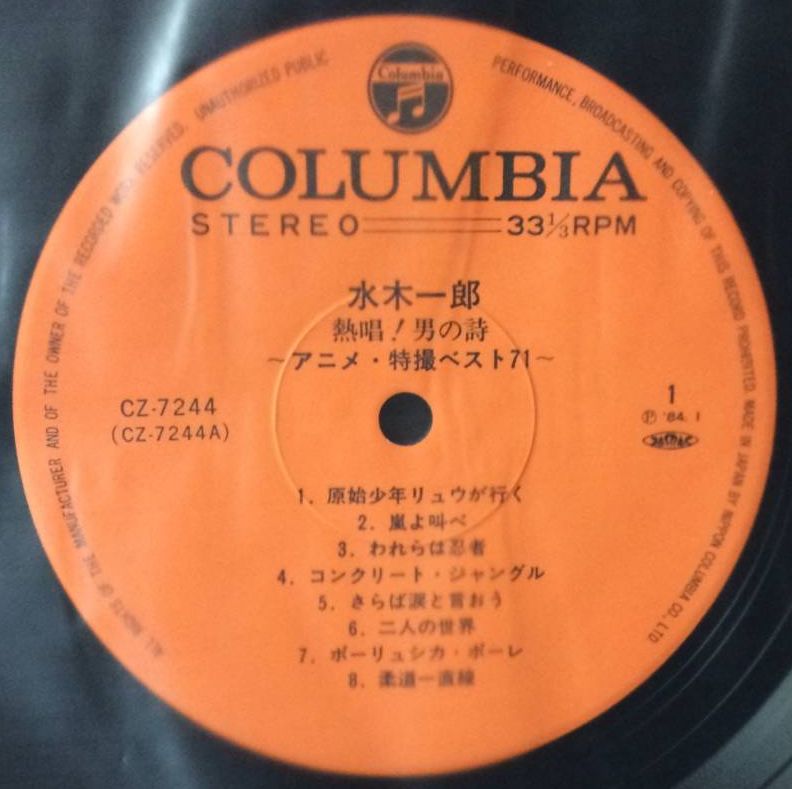 Columbia
COLUMBIA
STEREO 33⅓RPM
水木一郎
熱唱!男の詩
~アニメ・特撮ベスト71~
CZ-7244
(CZ-7244A)
1
Ⓟ '84. 1
1. 原始少年リュウが行く
2. 嵐よ叫べ
3. われらは忍者
4. コンクリート・ジャングル
5. さらば涙と言おう
6. 二人の世界
7. ポーリュシカ・ポーレ
8. 柔道一直線
ALL RIGHTS OF THE MANUFACTURER AND OF THE OWNER OF THE RECORDED WORK RESERVED. UNAUTHORIZED PUBLIC PERFORMANCE, BROADCASTING AND COPYING OF THIS RECORD PROHIBITED. MADE IN JAPAN BY NIPPON COLUMBIA CO., LTD.